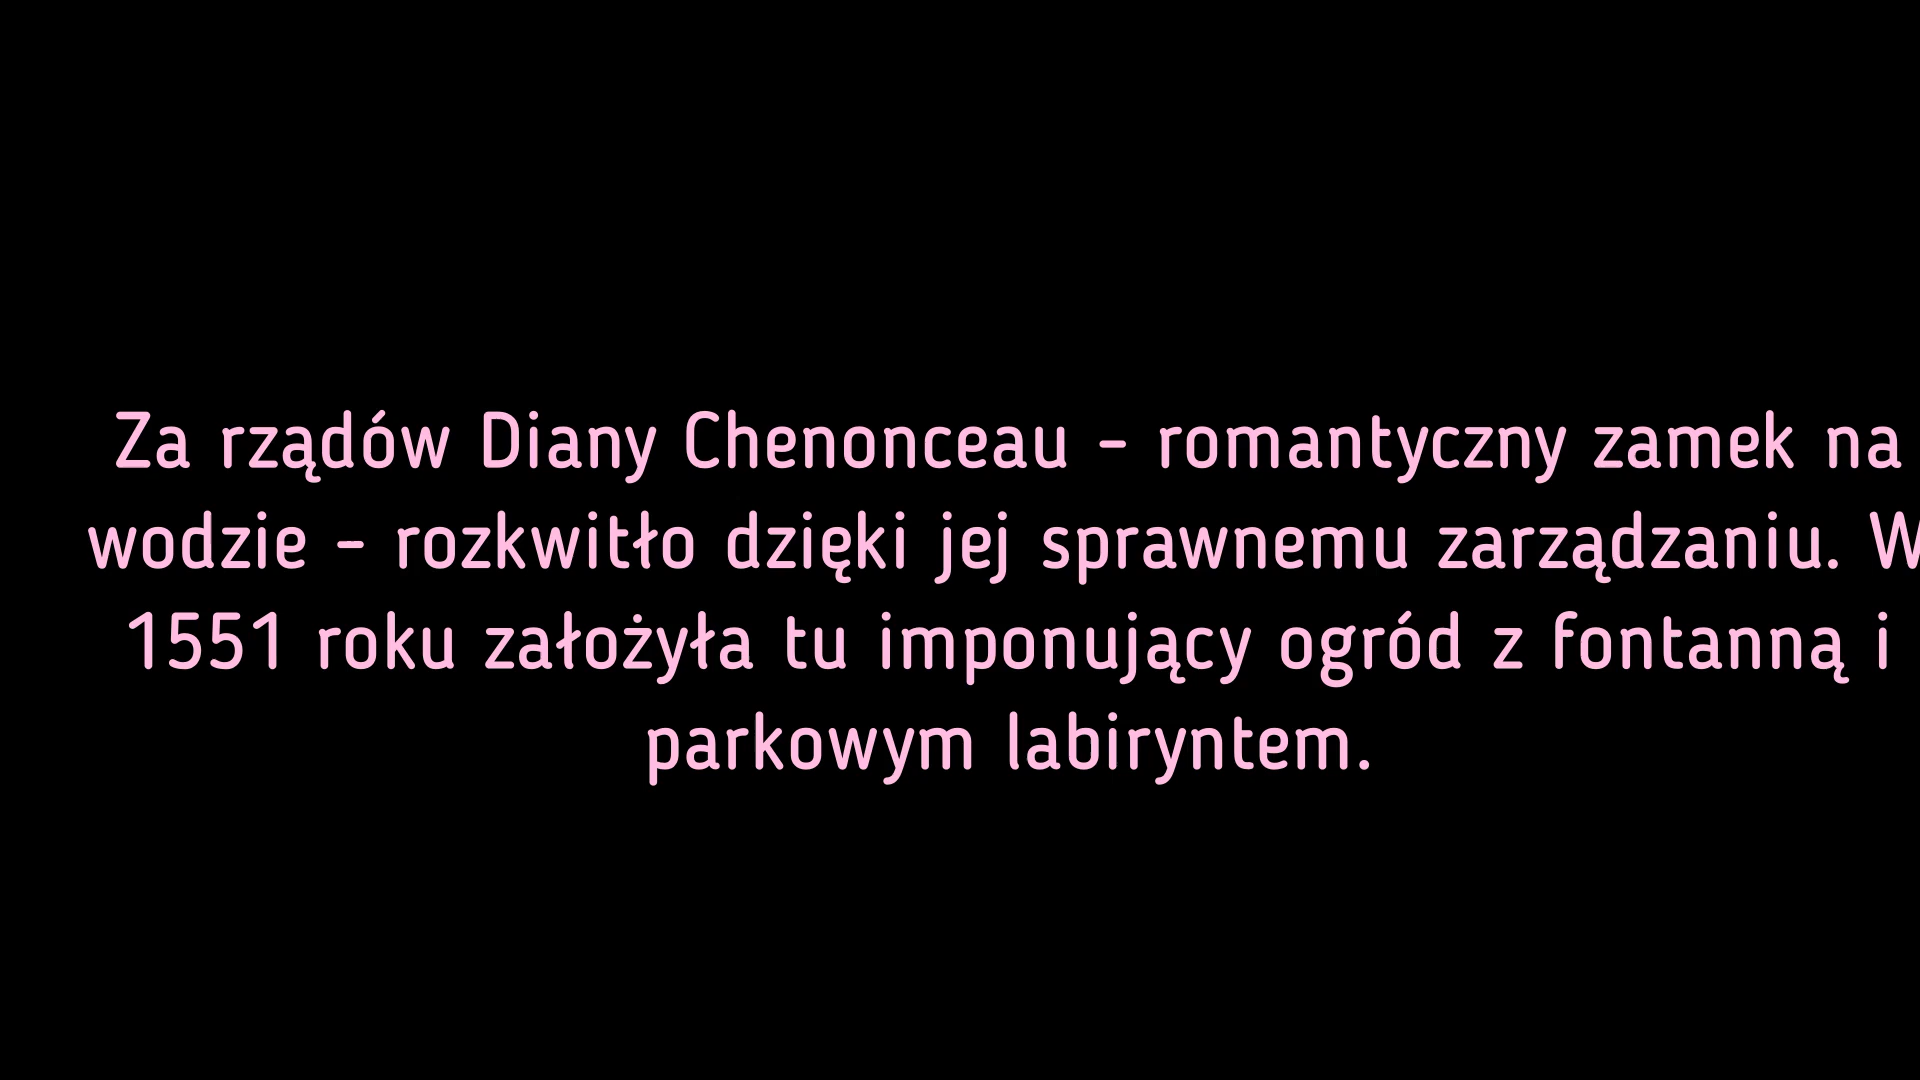 Za rządów Diany Chenonceau - romantyczny zamek na
wodzie - rozkwitło dzięki jej sprawnemu zarządzaniu. W
1551 roku założyła tu imponujący ogród z fontanną i
parkowym labiryntem.